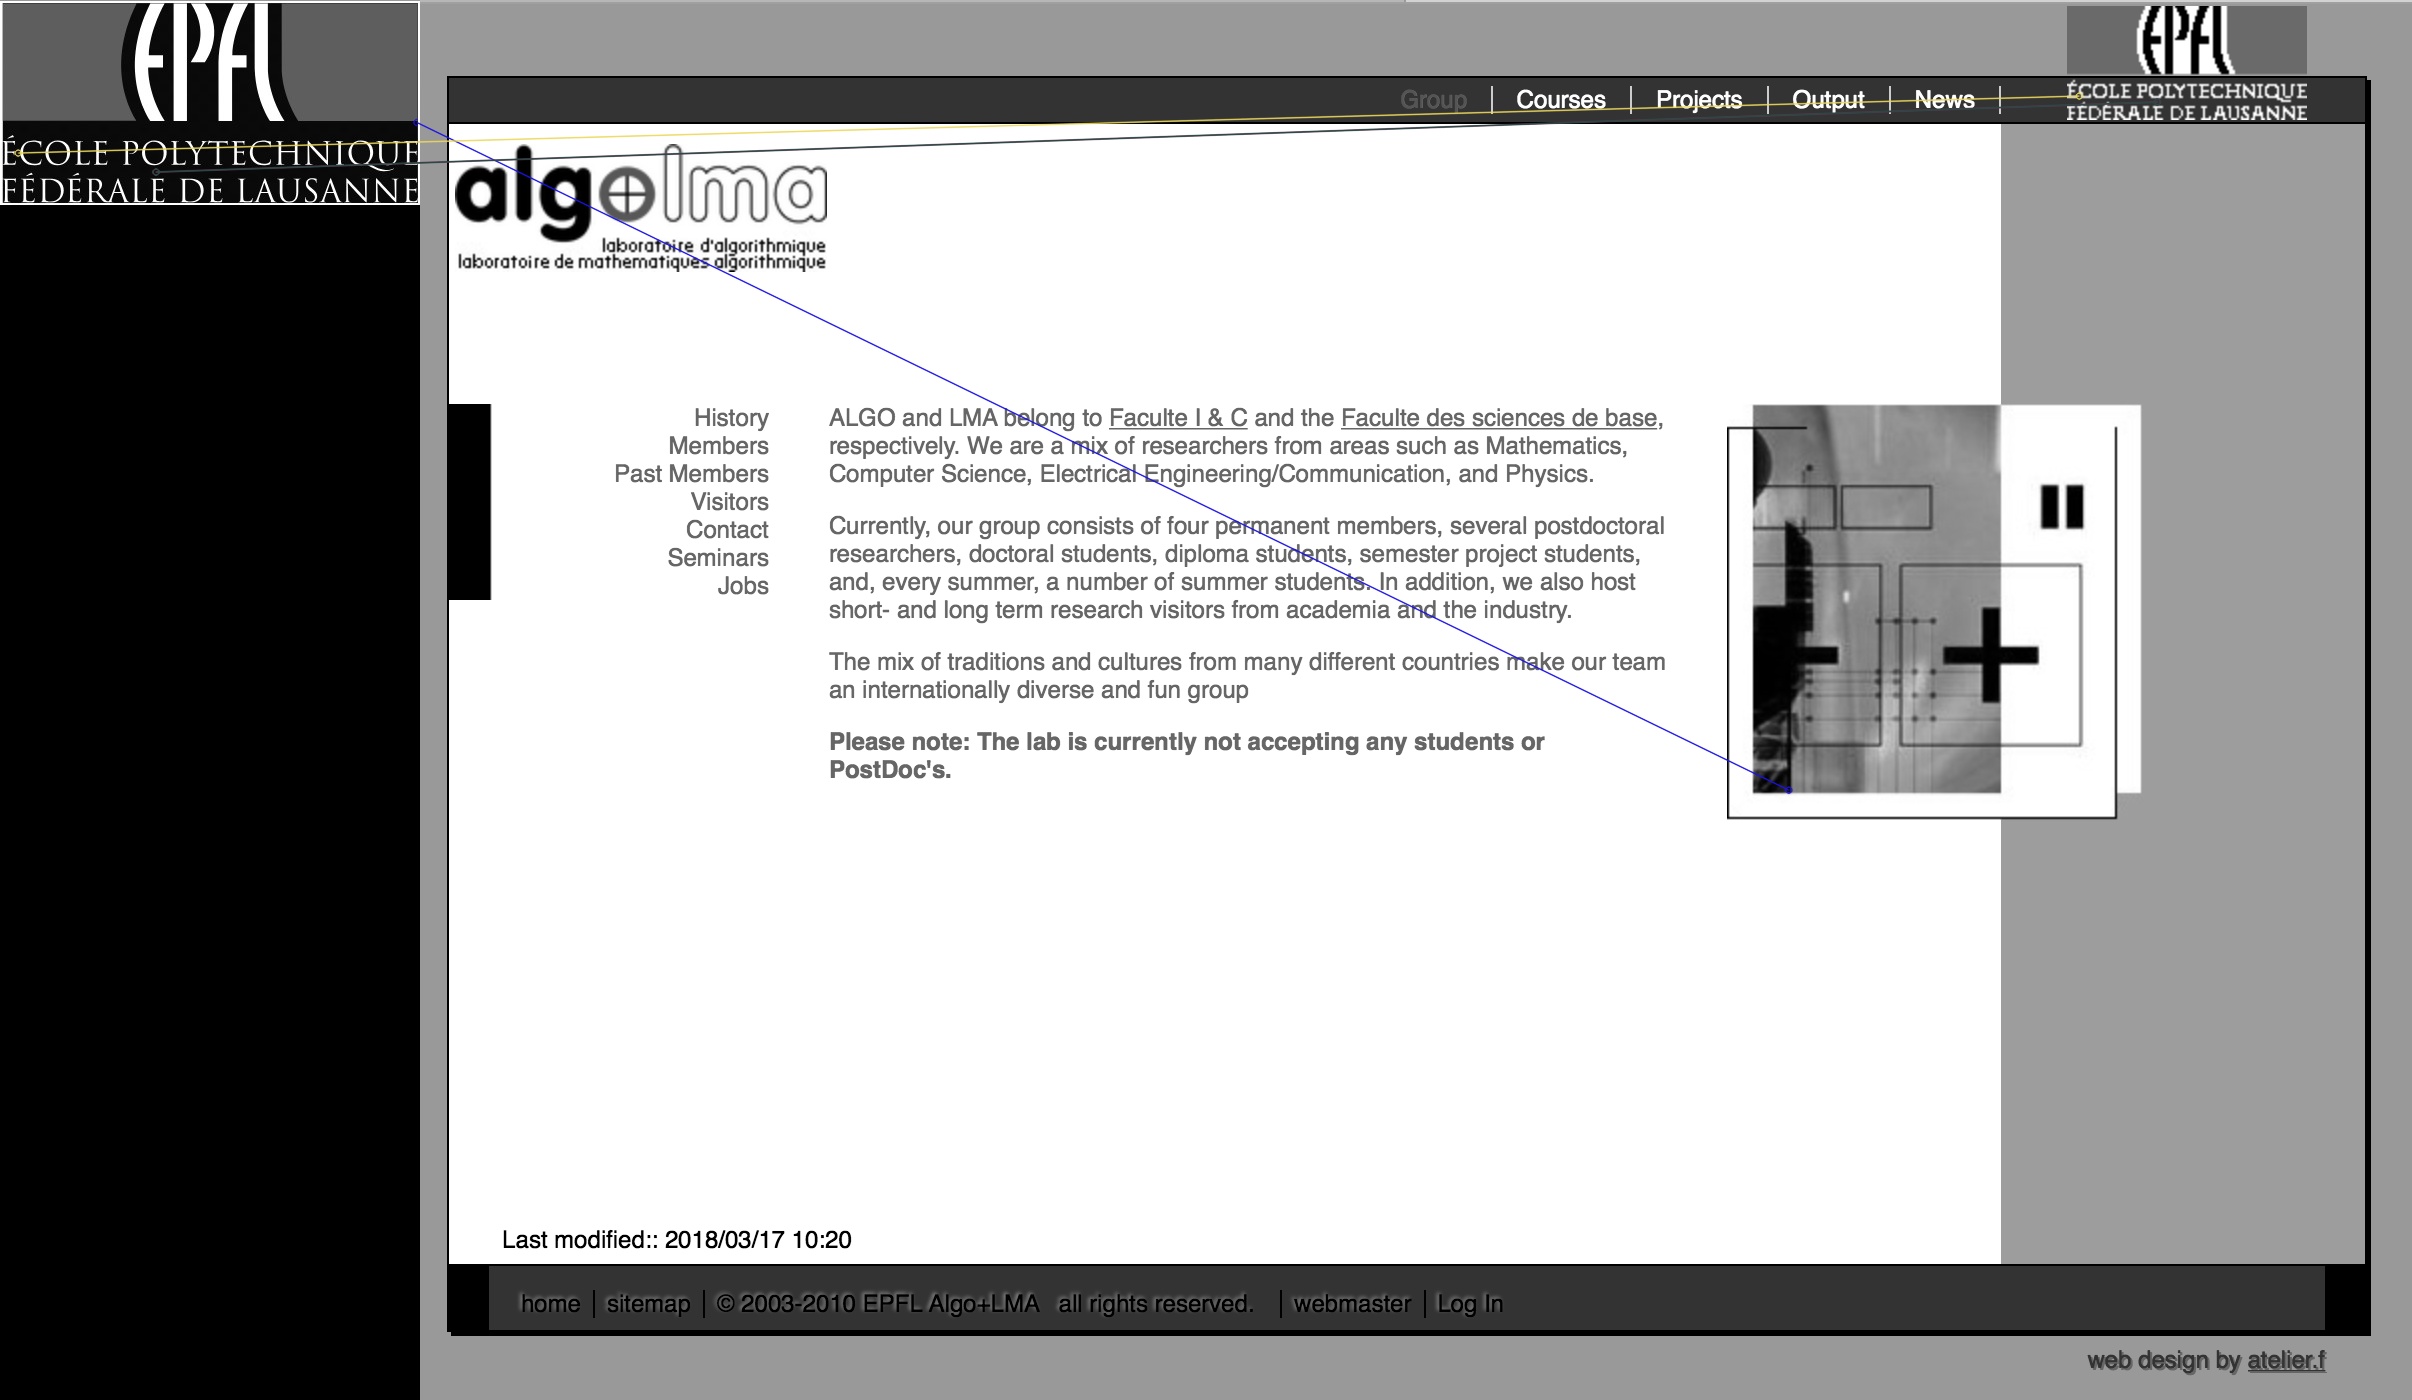 EPFL
ÉCOLE POLYTECHNIQUE
FÉDÉRALE DE LAUSANNE
EPFL
ÉCOLE POLYTECHNIQUE
FÉDÉRALE DE LAUSANNE
Group | Courses | Projects | Output | News |
algolma
laboratoire d'algorithmique
laboratoire de mathematiques algorithmique
History
Members
Past Members
Visitors
Contact
Seminars
Jobs
ALGO and LMA belong to Faculte I & C and the Faculte des sciences de base,
respectively. We are a mix of researchers from areas such as Mathematics,
Computer Science, Electrical Engineering/Communication, and Physics.
Currently, our group consists of four permanent members, several postdoctoral
researchers, doctoral students, diploma students, semester project students,
and, every summer, a number of summer students. In addition, we also host
short- and long term research visitors from academia and the industry.
The mix of traditions and cultures from many different countries make our team
an internationally diverse and fun group
Please note: The lab is currently not accepting any students or
PostDoc's.
Last modified:: 2018/03/17 10:20
home | sitemap | © 2003-2010 EPFL Algo+LMA all rights reserved. | webmaster | Log In
web design by atelier.f